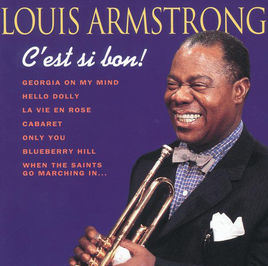 LOUIS ARMSTRONG
C'est si bon!
GEORGIA ON MY MIND
HELLO DOLLY
LA VIE EN ROSE
CABARET
ONLY YOU
BLUEBERRY HILL
WHEN THE SAINTS
GO MARCHING IN...